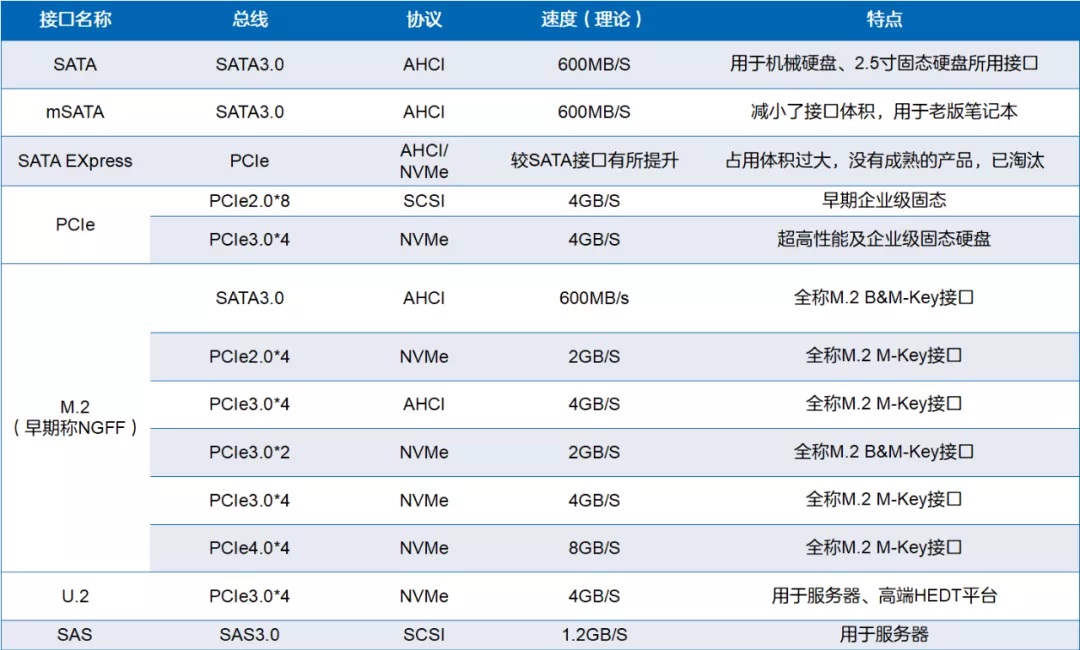 接口名称 总线 协议 速度（理论） 特点
SATA SATA3.0 AHCI 600MB/S 用于机械硬盘、2.5寸固态硬盘所用接口
mSATA SATA3.0 AHCI 600MB/S 减小了接口体积，用于老版笔记本
SATA EXpress PCIe AHCI/ NVMe 较SATA接口有所提升 占用体积过大，没有成熟的产品，已淘汰
PCIe PCIe2.0*8 SCSI 4GB/S 早期企业级固态
PCIe3.0*4 NVMe 4GB/S 超高性能及企业级固态硬盘
M.2
（早期称NGFF）
SATA3.0 AHCI 600MB/s 全称M.2 B&M-Key接口
PCIe2.0*4 NVMe 2GB/S 全称M.2 M-Key接口
PCIe3.0*4 AHCI 4GB/S 全称M.2 M-Key接口
PCIe3.0*2 NVMe 2GB/S 全称M.2 B&M-Key接口
PCIe3.0*4 NVMe 4GB/S 全称M.2 M-Key接口
PCIe4.0*4 NVMe 8GB/S 全称M.2 M-Key接口
U.2 PCIe3.0*4 NVMe 4GB/S 用于服务器、高端HEDT平台
SAS SAS3.0 SCSI 1.2GB/S 用于服务器